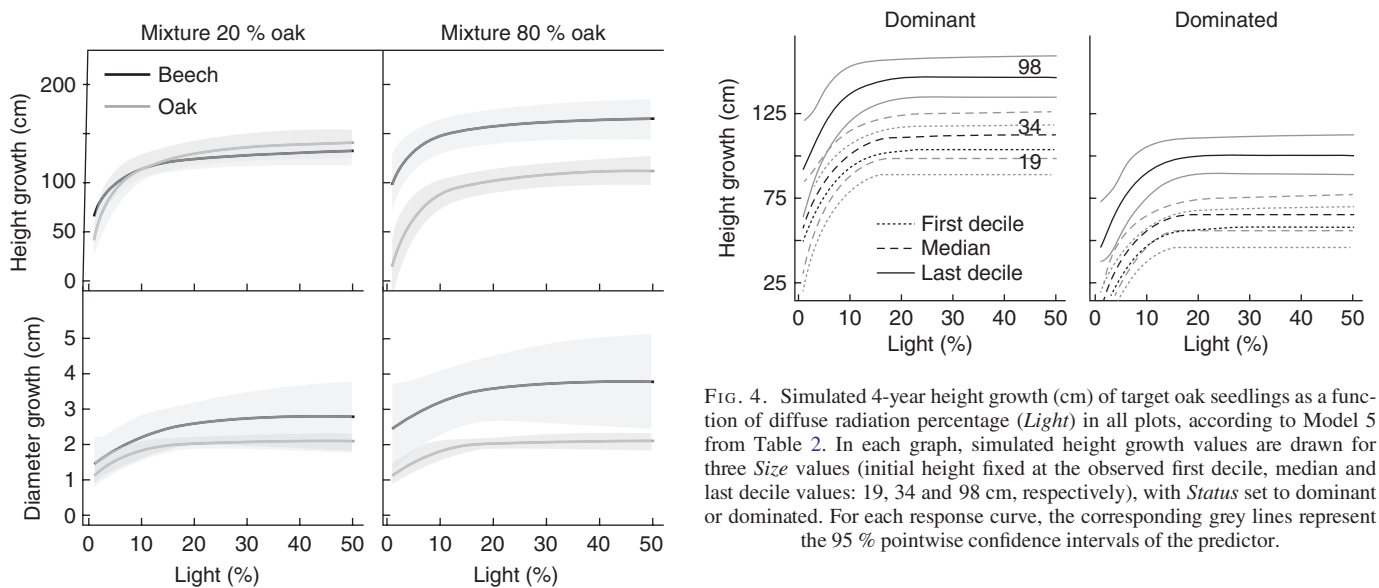 Mixture 20 % oak
Mixture 80 % oak
Beech
Oak
Height growth (cm)
200
100
50
0
Diameter growth (cm)
5
4
3
2
1
0
0 10 20 30 40 50
0 10 20 30 40 50
Light (%)
Light (%)
Dominant
Dominated
Height growth (cm)
125
75
25
98
34
19
First decile
Median
Last decile
0 10 20 30 40 50
0 10 20 30 40 50
Light (%)
Light (%)
FIG. 4. Simulated 4-year height growth (cm) of target oak seedlings as a func-
tion of diffuse radiation percentage (Light) in all plots, according to Model 5
from Table 2. In each graph, simulated height growth values are drawn for
three Size values (initial height fixed at the observed first decile, median and
last decile values: 19, 34 and 98 cm, respectively), with Status set to dominant
or dominated. For each response curve, the corresponding grey lines represent
the 95 % pointwise confidence intervals of the predictor.